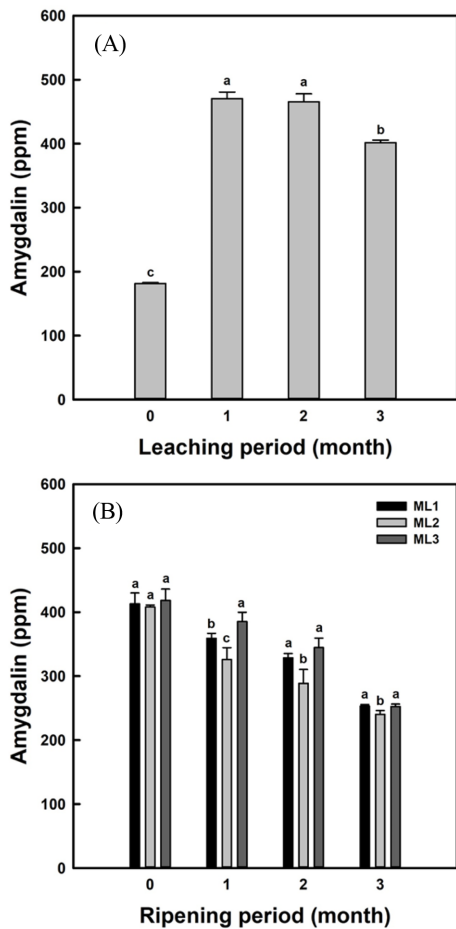 (A)
Amygdalin (ppm)
600
500
400
300
200
100
0
c
a
a
b
0 1 2 3
Leaching period (month)
(B)
ML1
ML2
ML3
Amygdalin (ppm)
600
500
400
300
200
100
0
a a a
b c a
a b a
a b a
0 1 2 3
Ripening period (month)